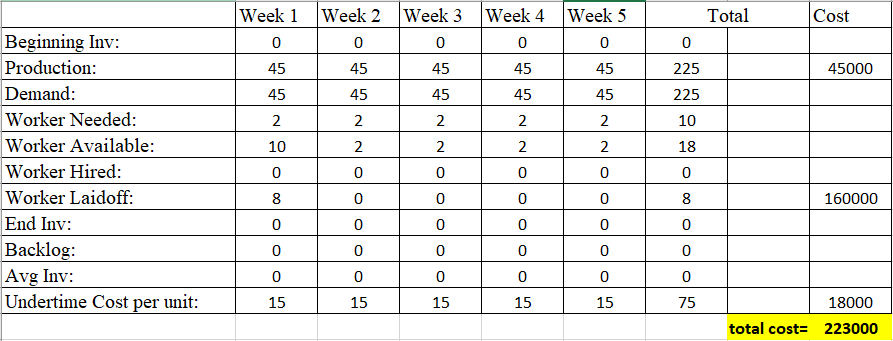 Week 1 Week 2 Week 3 Week 4 Week 5 Total Cost
Beginning Inv: 0 0 0 0 0 0
Production: 45 45 45 45 45 225 45000
Demand: 45 45 45 45 45 225
Worker Needed: 2 2 2 2 2 10
Worker Available: 10 2 2 2 2 18
Worker Hired: 0 0 0 0 0 0
Worker Laidoff: 8 0 0 0 0 8 160000
End Inv: 0 0 0 0 0 0
Backlog: 0 0 0 0 0 0
Avg Inv: 0 0 0 0 0 0
Undertime Cost per unit: 15 15 15 15 15 75 18000
total cost= 223000